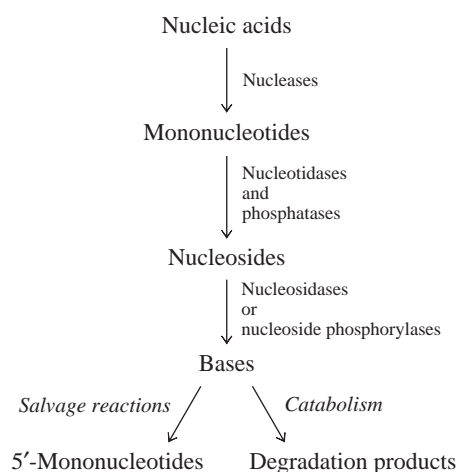 Nucleic acids
Nucleases
Mononucleotides
Nucleotidases
and
phosphatases
Nucleosides
Nucleosidases
or
nucleoside phosphorylases
Bases
Salvage reactions
Catabolism
5′-Mononucleotides
Degradation products